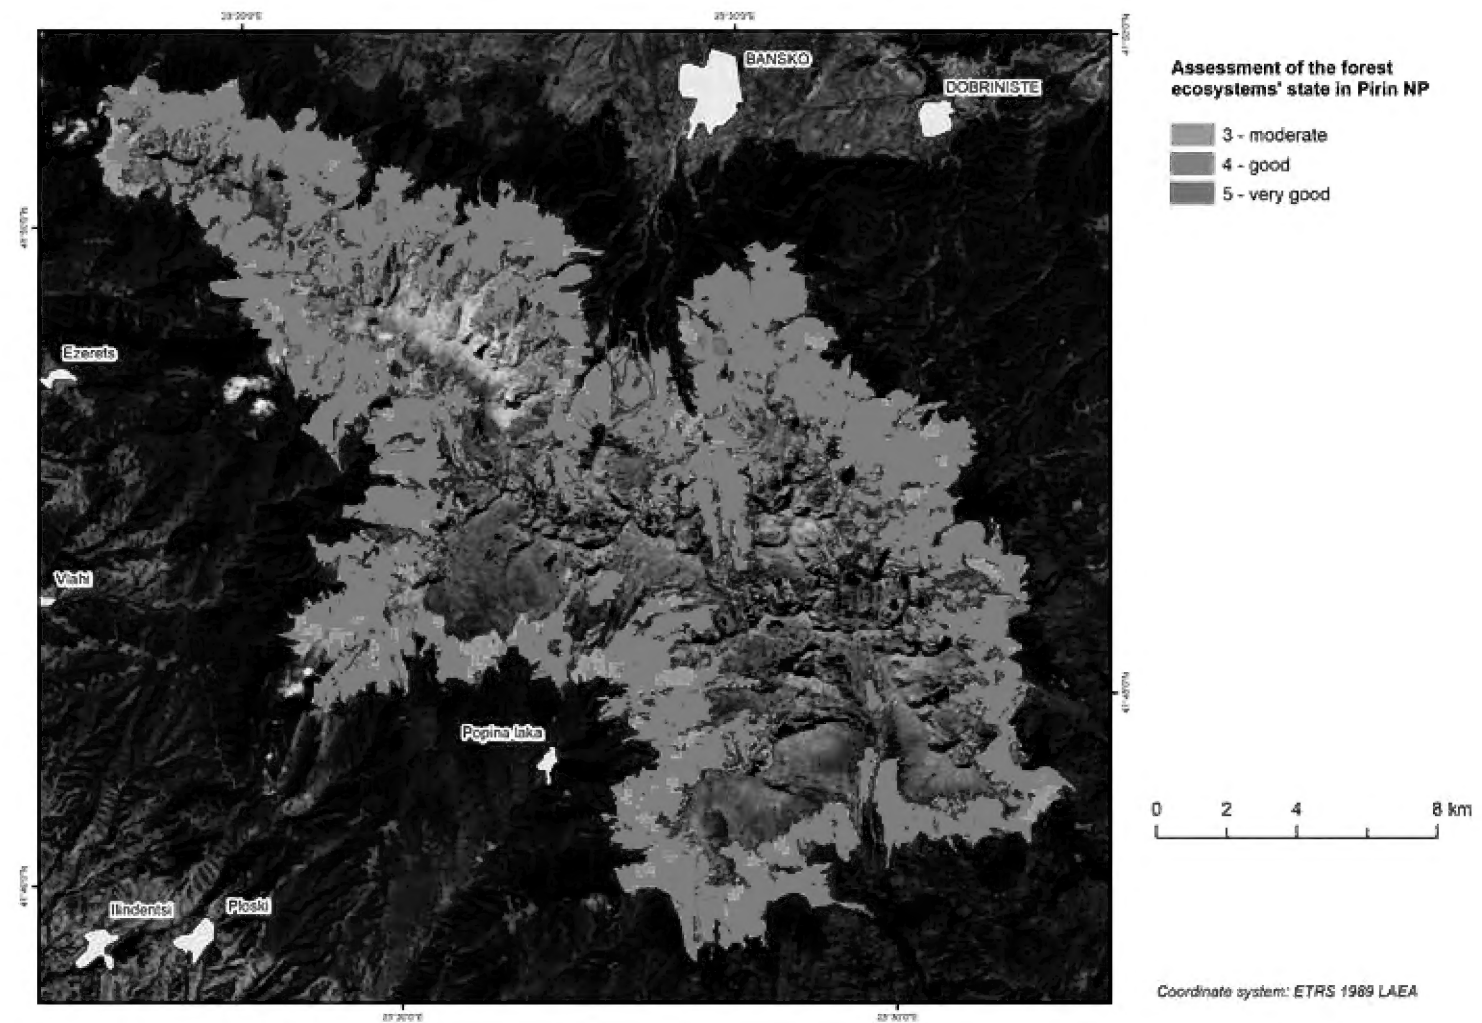 BANSKO
DOBRINISTE
Ezerets
Vlahi
Popina laka
Ilindentsi
Ploski
Assessment of the forest
ecosystems' state in Pirin NP
3 - moderate
4 - good
5 - very good
0 2 4 8 km
Coordinate system: ETRS 1989 LAEA